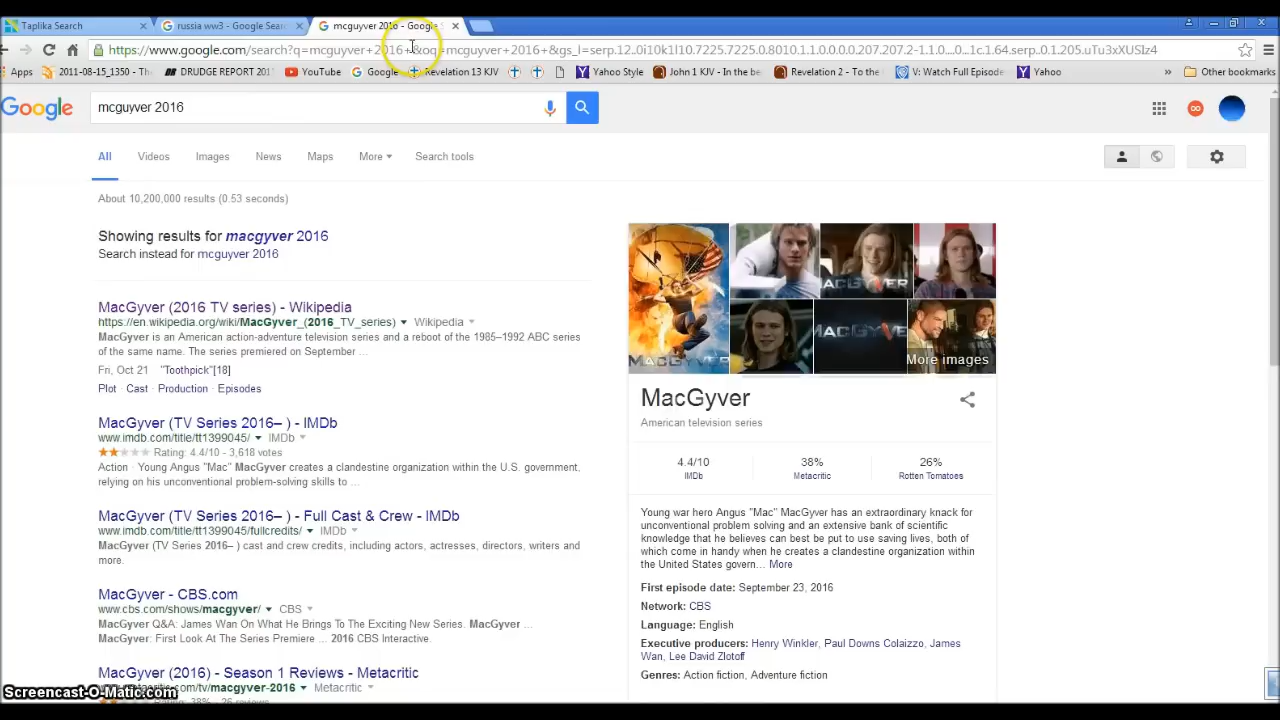 Taplika Search
russia ww3 - Google Sear
mcguyver 2016 - Google
https://www.google.com/search?q=mcguyver+2016+&oq=mcguyver+2016+&gs_l=serp.12..0i10k1l10.7225.7225.0.8010.1.1.0.0.0.0.207.207.2-1.1.0....0...1c.1.64.serp..0.1.205.uTu3xXUSlz4
Apps
2011-08-15_1350 = Th
DRUDGE REPORT 201
YouTube
Google
Revelation 13 KJV
Yahoo Style
John 1 KJV - In the be
Revelation 2 - To the
V: Watch Full Episode
Yahoo
»
Other bookmarks
Google
mcguyver 2016
DO
All
Videos
Images
News
Maps
More
Search tools
About 10,200,000 results (0.53 seconds)
Showing results for macgyver 2016
Search instead for mcguyver 2016
MacGyver (2016 TV series) - Wikipedia
https://en.wikipedia.org/wiki/MacGyver_(2016_TV_series) Wikipedia
MacGyver is an American action-adventure television series and a reboot of the 1985–1992 ABC series
of the same name. The series premiered on September ...
Fri, Oct 21 "Toothpick"[18]
Plot · Cast · Production · Episodes
MacGyver (TV Series 2016– ) - IMDb
www.imdb.com/title/tt1399045/ IMDb
Rating: 4.4/10 - 3,618 votes
Action · Young Angus "Mac" MacGyver creates a clandestine organization within the U.S. government,
relying on his unconventional problem-solving skills to ...
MacGyver (TV Series 2016– ) - Full Cast & Crew - IMDb
www.imdb.com/title/tt1399045/fullcredits/ IMDb
MacGyver (TV Series 2016– ) cast and crew credits, including actors, actresses, directors, writers and
more.
MacGyver - CBS.com
www.cbs.com/shows/macgyver/ CBS
MacGyver Q&A: James Wan On What He Brings To The Exciting New Series. MacGyver ...
MacGyver: First Look At The Series Premiere ... 2016 CBS Interactive.
MacGyver (2016) - Season 1 Reviews - Metacritic
www.metacritic.com/tv/macgyver-2016 Metacritic
Rating: 38% - 26 reviews
MACGYVER
MACGYVER
MACGYVER
More images
MacGyver
American television series
4.4/10
IMDb
38%
Metacritic
26%
Rotten Tomatoes
Young war hero Angus "Mac" MacGyver has an extraordinary knack for
unconventional problem solving and an extensive bank of scientific
knowledge that he believes can best be put to use saving lives, both of
which come in handy when he creates a clandestine organization within
the United States govern... More
First episode date: September 23, 2016
Network: CBS
Language: English
Executive producers: Henry Winkler, Paul Downs Colaizzo, James
Wan, Lee David Zlotoff
Genres: Action fiction, Adventure fiction
Screencast-O-Matic.com